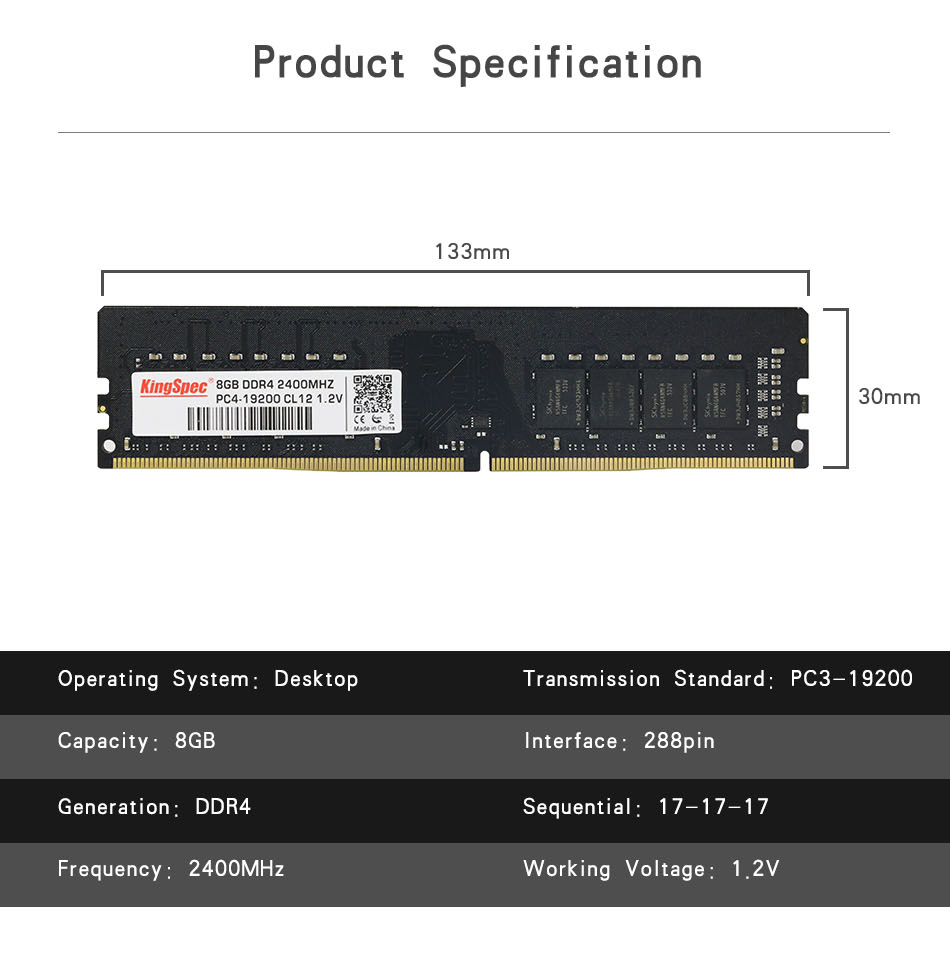 Product Specification
133mm
30mm
KingSpec®
8GB DDR4 2400MHZ
PC4-19200 CL12 1.2V
Made in China
Operating System: Desktop
Transmission Standard: PC3-19200
Capacity: 8GB
Interface: 288pin
Generation: DDR4
Sequential: 17-17-17
Frequency: 2400MHz
Working Voltage: 1.2V